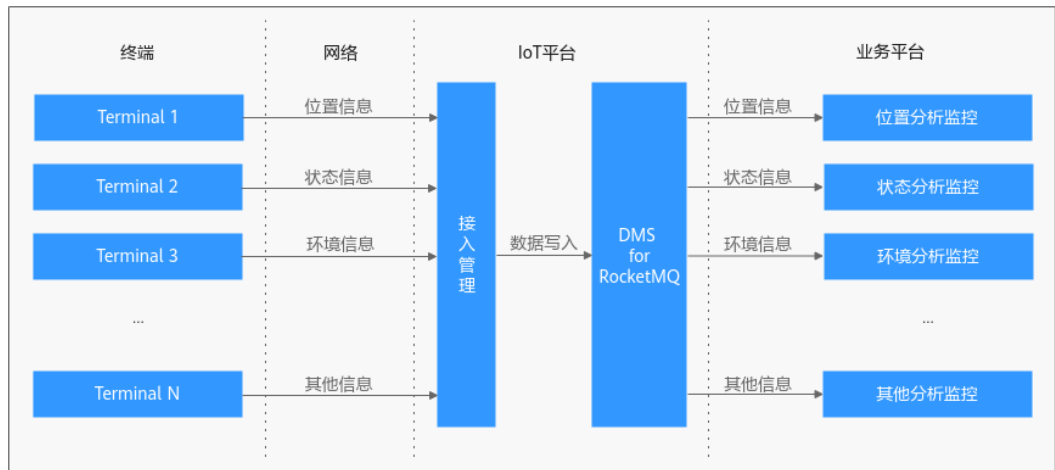 终端
网络
IoT平台
业务平台
Terminal 1
位置信息
位置信息
位置分析监控
Terminal 2
状态信息
状态信息
状态分析监控
Terminal 3
环境信息
接
入
管
理
数据写入
DMS
for
RocketMQ
环境信息
环境分析监控
...
...
Terminal N
其他信息
其他信息
其他分析监控